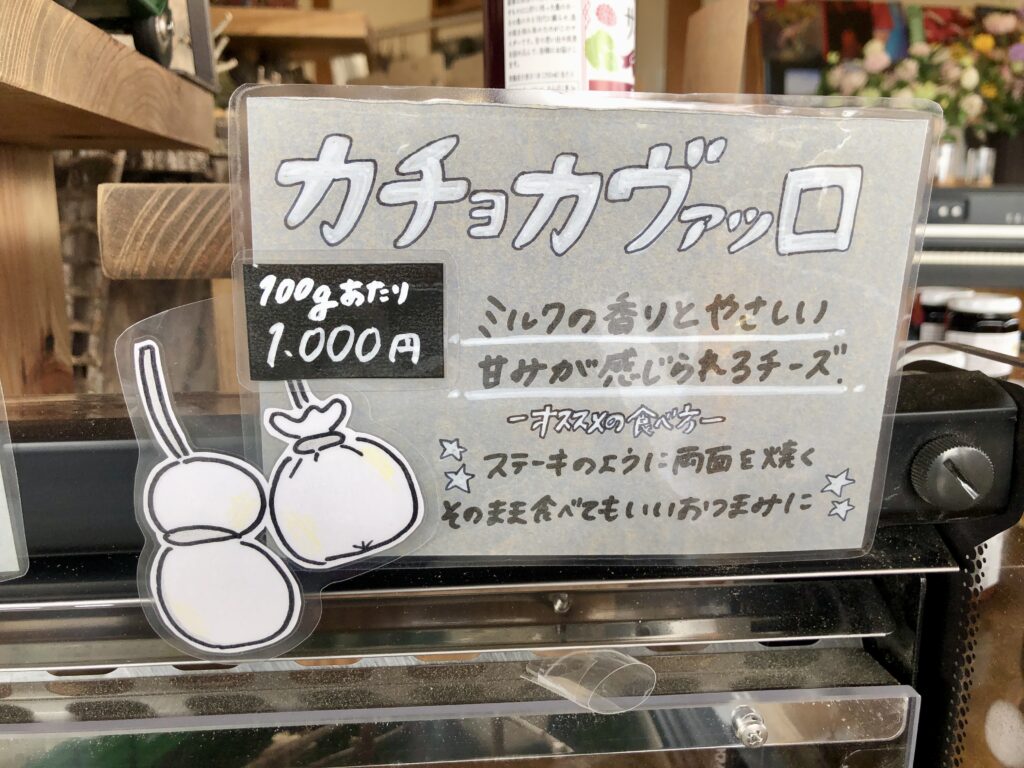 カチョカヴァッロ
100gあたり
1.000円
ミルクの香りとやさしい
甘みが感じられるチーズ.
-オススメの食べ方-
ステーキのように両面を焼く
そのまま食べてもいいおつまみに